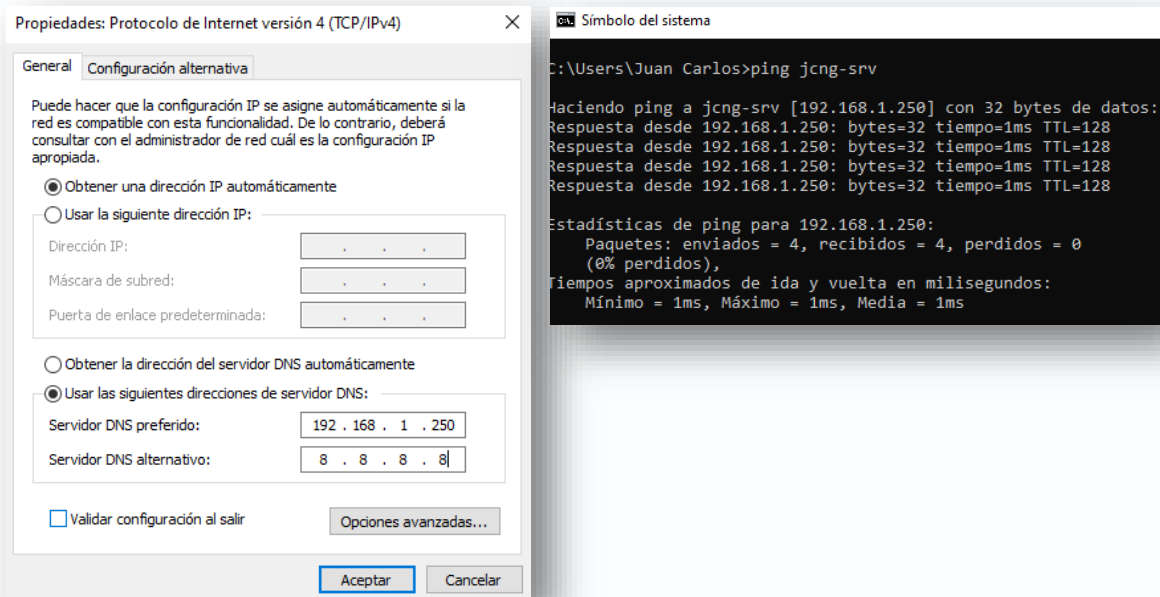 Propiedades: Protocolo de Internet versión 4 (TCP/IPv4)
General
Configuración alternativa
Puede hacer que la configuración IP se asigne automáticamente si la
red es compatible con esta funcionalidad. De lo contrario, deberá
consultar con el administrador de red cuál es la configuración IP
apropiada.
Obtener una dirección IP automáticamente
Usar la siguiente dirección IP:
Dirección IP:
Máscara de subred:
Puerta de enlace predeterminada:
Obtener la dirección del servidor DNS automáticamente
Usar las siguientes direcciones de servidor DNS:
Servidor DNS preferido: 192 . 168 . 1 . 250
Servidor DNS alternativo: 8 . 8 . 8 . 8
Validar configuración al salir
Opciones avanzadas...
Aceptar
Cancelar
Símbolo del sistema
C:\Users\Juan Carlos>ping jcng-srv
Haciendo ping a jcng-srv [192.168.1.250] con 32 bytes de datos:
Respuesta desde 192.168.1.250: bytes=32 tiempo=1ms TTL=128
Respuesta desde 192.168.1.250: bytes=32 tiempo=1ms TTL=128
Respuesta desde 192.168.1.250: bytes=32 tiempo=1ms TTL=128
Respuesta desde 192.168.1.250: bytes=32 tiempo=1ms TTL=128
Estadísticas de ping para 192.168.1.250:
Paquetes: enviados = 4, recibidos = 4, perdidos = 0
(0% perdidos),
Tiempos aproximados de ida y vuelta en milisegundos:
Mínimo = 1ms, Máximo = 1ms, Media = 1ms